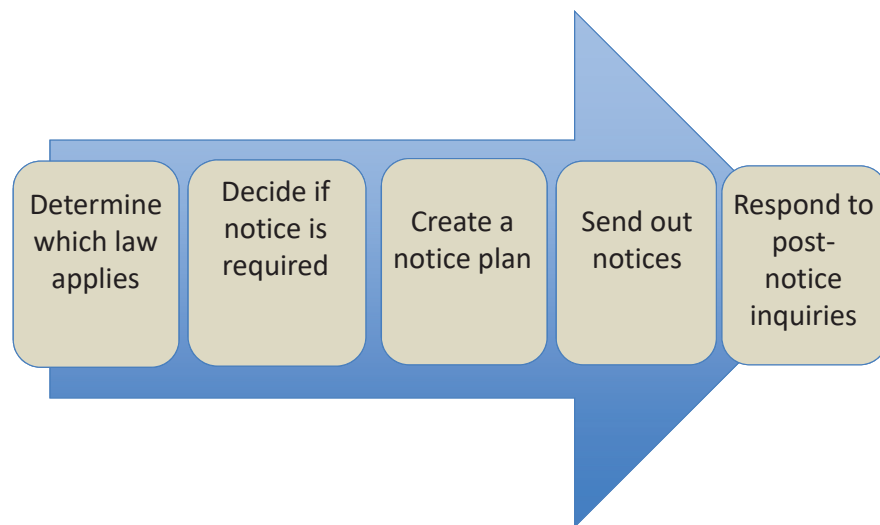 Determine
which law
applies
Decide if
notice is
required
Create a
notice plan
Send out
notices
Respond to
post-
notice
inquiries